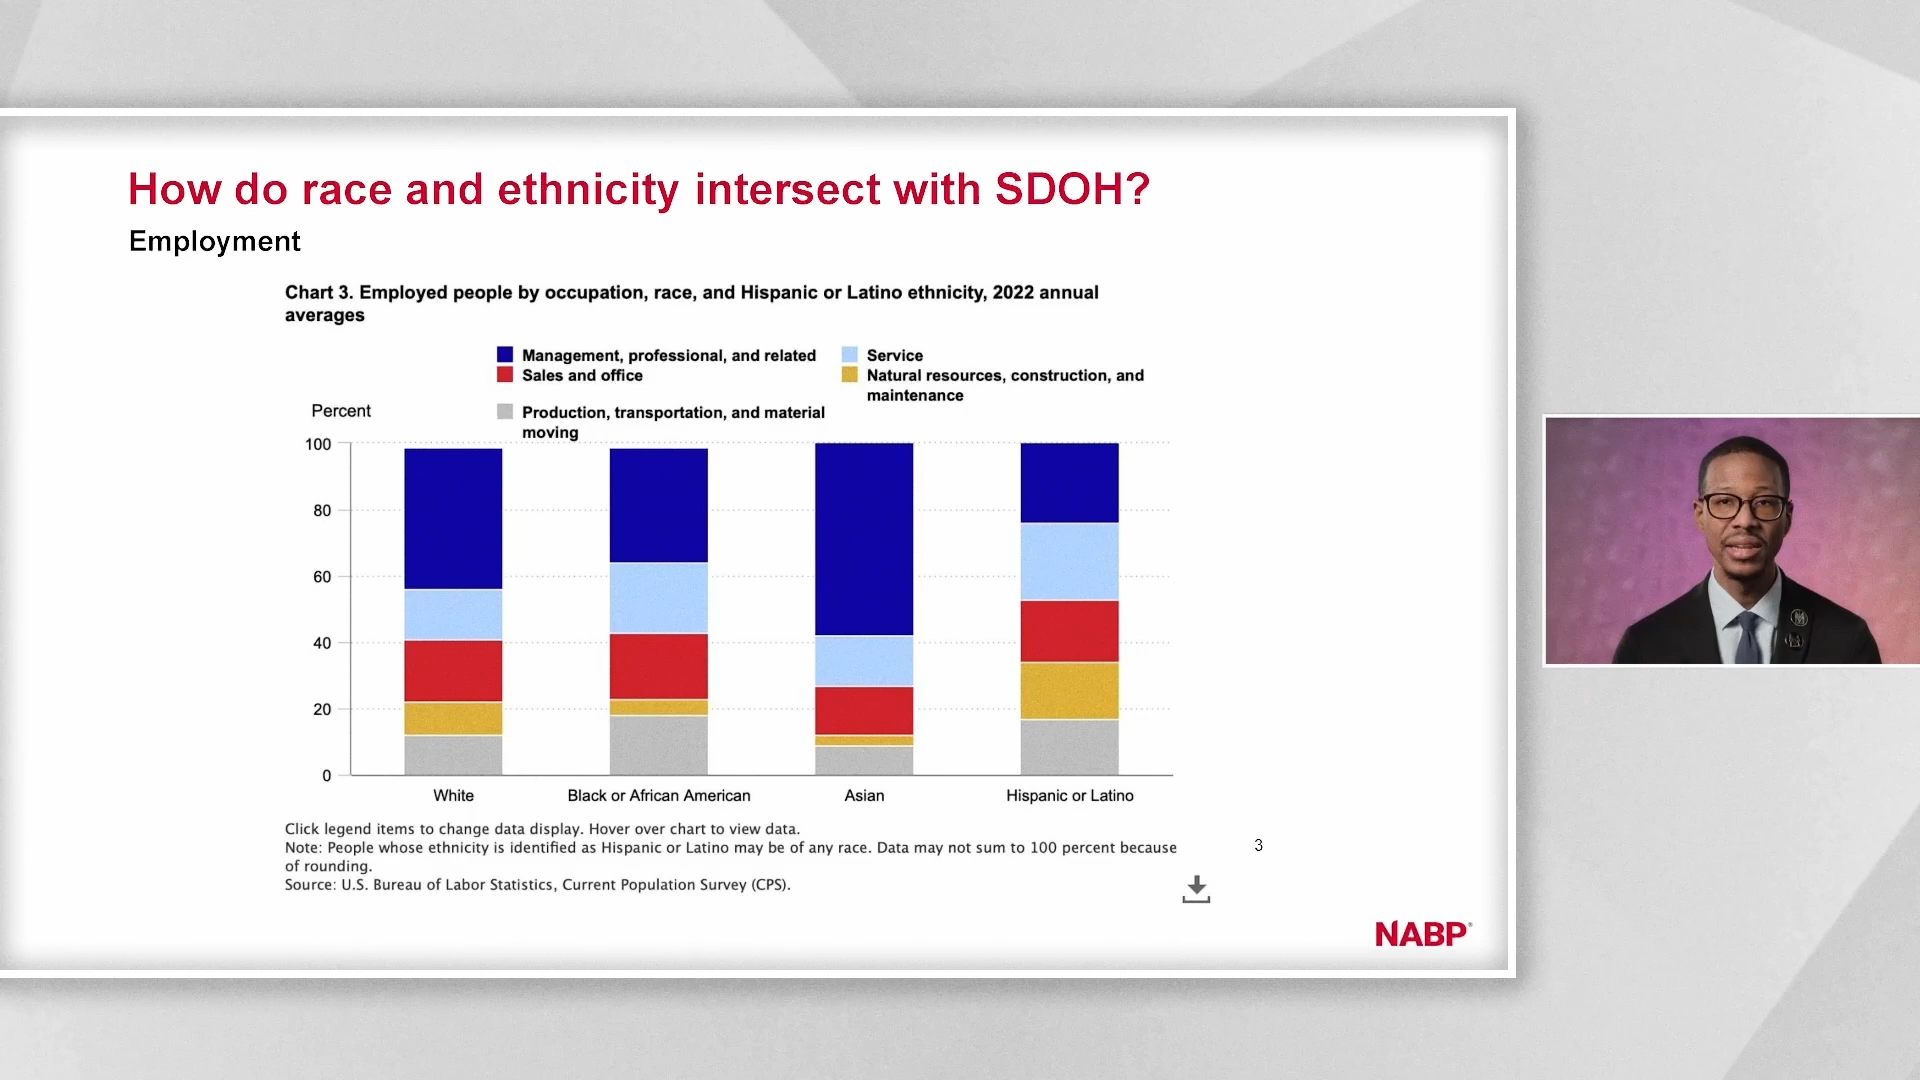 How do race and ethnicity intersect with SDOH?
Employment
Chart 3. Employed people by occupation, race, and Hispanic or Latino ethnicity, 2022 annual
averages
Management, professional, and related
Service
Sales and office
Natural resources, construction, and
maintenance
Production, transportation, and material
moving
Percent
100
80
60
40
20
0
White
Black or African American
Asian
Hispanic or Latino
Click legend items to change data display. Hover over chart to view data.
Note: People whose ethnicity is identified as Hispanic or Latino may be of any race. Data may not sum to 100 percent because
of rounding.
Source: U.S. Bureau of Labor Statistics, Current Population Survey (CPS).
3
NABP